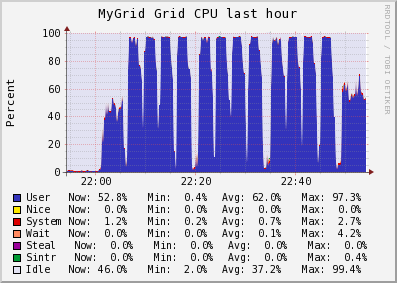 MyGrid Grid CPU last hour
RRDTOOL / TOBI OETIKER
Percent
100
80
60
40
20
0
22:00 22:20 22:40
User Now: 52.8% Min: 0.4% Avg: 62.0% Max: 97.3%
Nice Now: 0.0% Min: 0.0% Avg: 0.0% Max: 0.0%
System Now: 1.2% Min: 0.2% Avg: 0.7% Max: 2.7%
Wait Now: 0.0% Min: 0.0% Avg: 0.1% Max: 4.2%
Steal Now: 0.0% Min: 0.0% Avg: 0.0% Max: 0.0%
Sintr Now: 0.0% Min: 0.0% Avg: 0.0% Max: 0.4%
Idle Now: 46.0% Min: 2.0% Avg: 37.2% Max: 99.4%